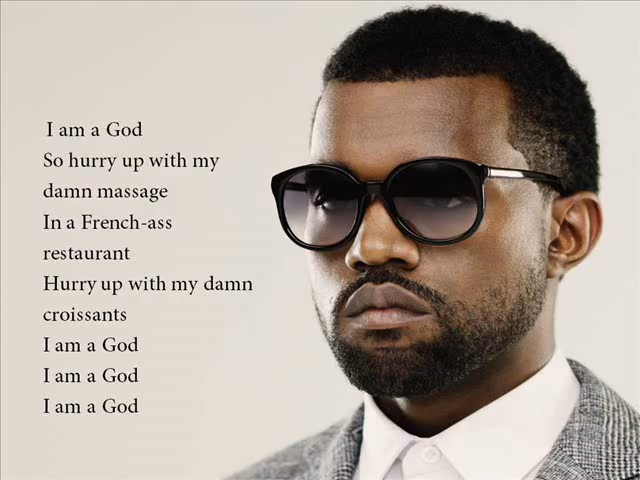 I am a God
So hurry up with my
damn massage
In a French-ass
restaurant
Hurry up with my damn
croissants
I am a God
I am a God
I am a God